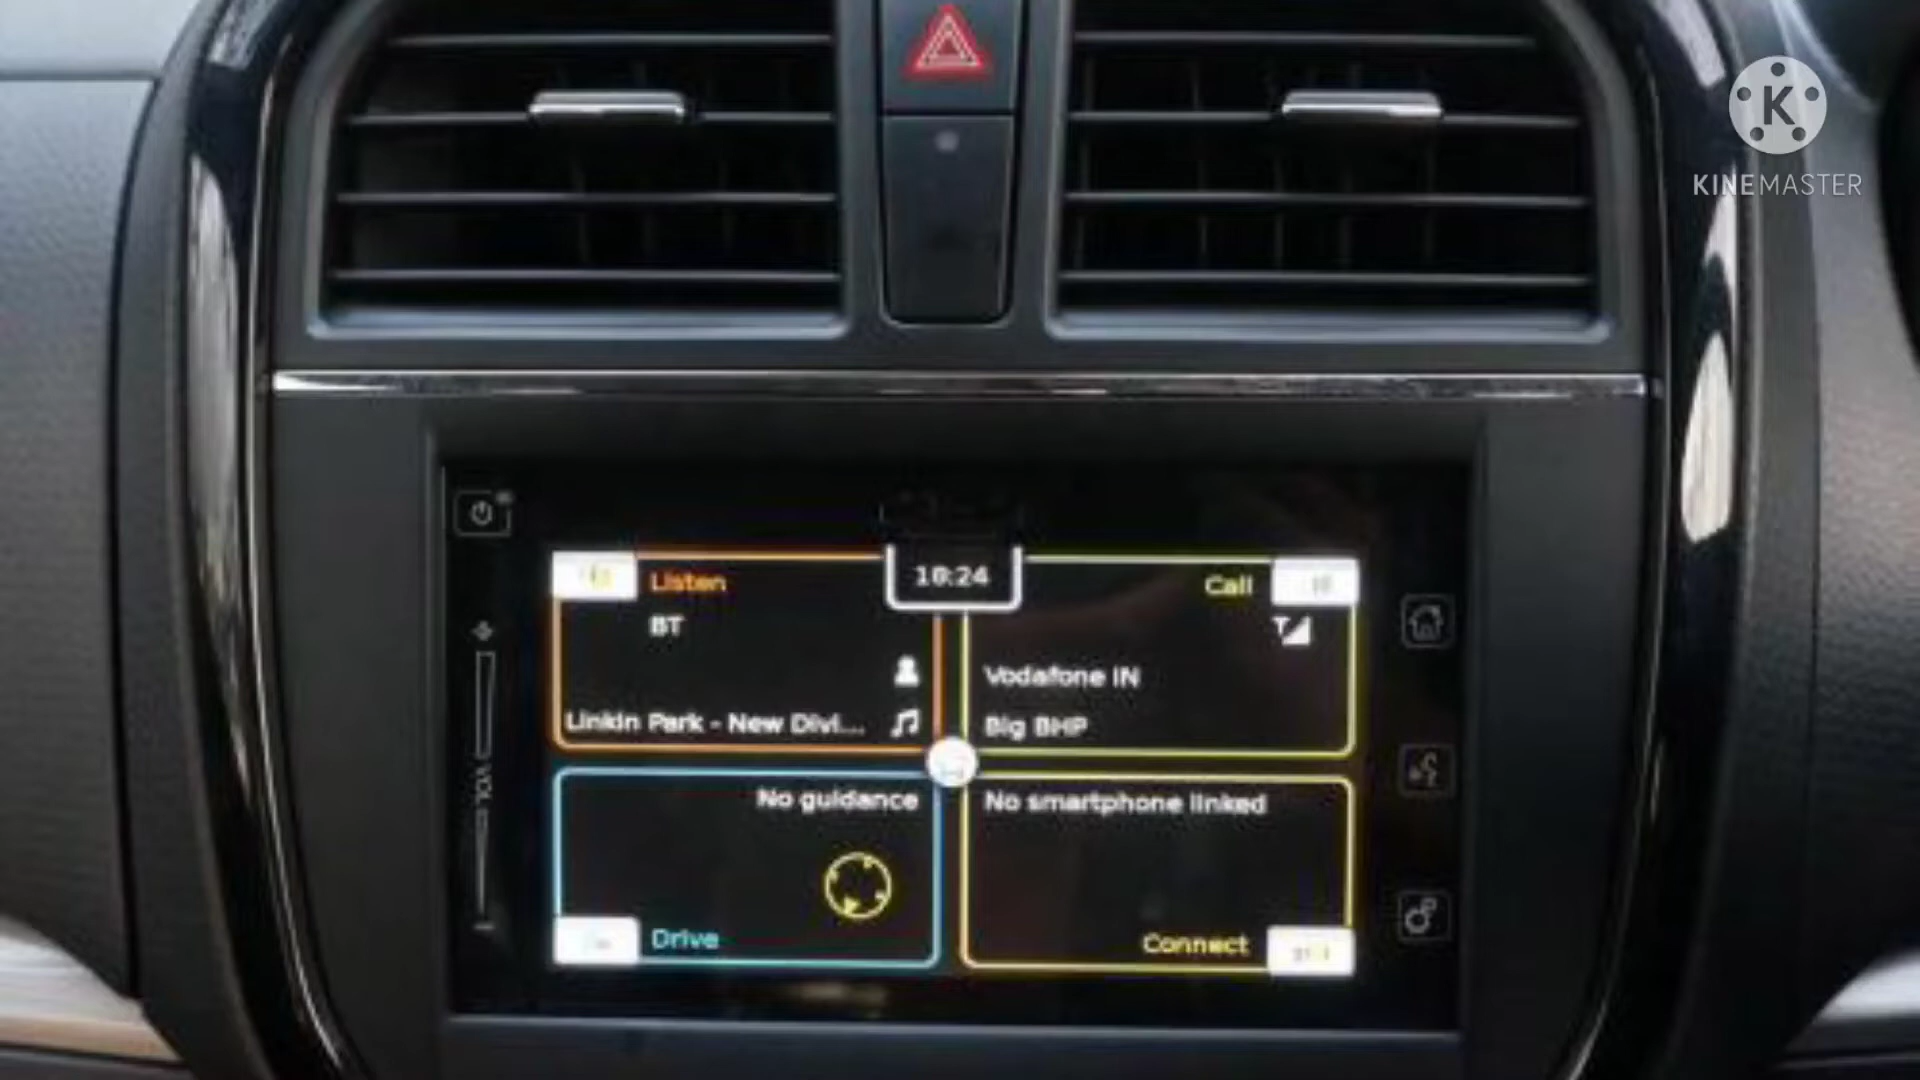 K
KINEMASTER
10:24
Listen
Call
BT
Vodafone IN
Linkin Park - New Divi...
Big BHP
VOL
No guidance
No smartphone linked
Drive
Connect